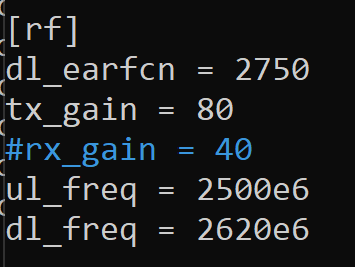 [rf]
dl_earfcn = 2750
tx_gain = 80
#rx_gain = 40
ul_freq = 2500e6
dl_freq = 2620e6